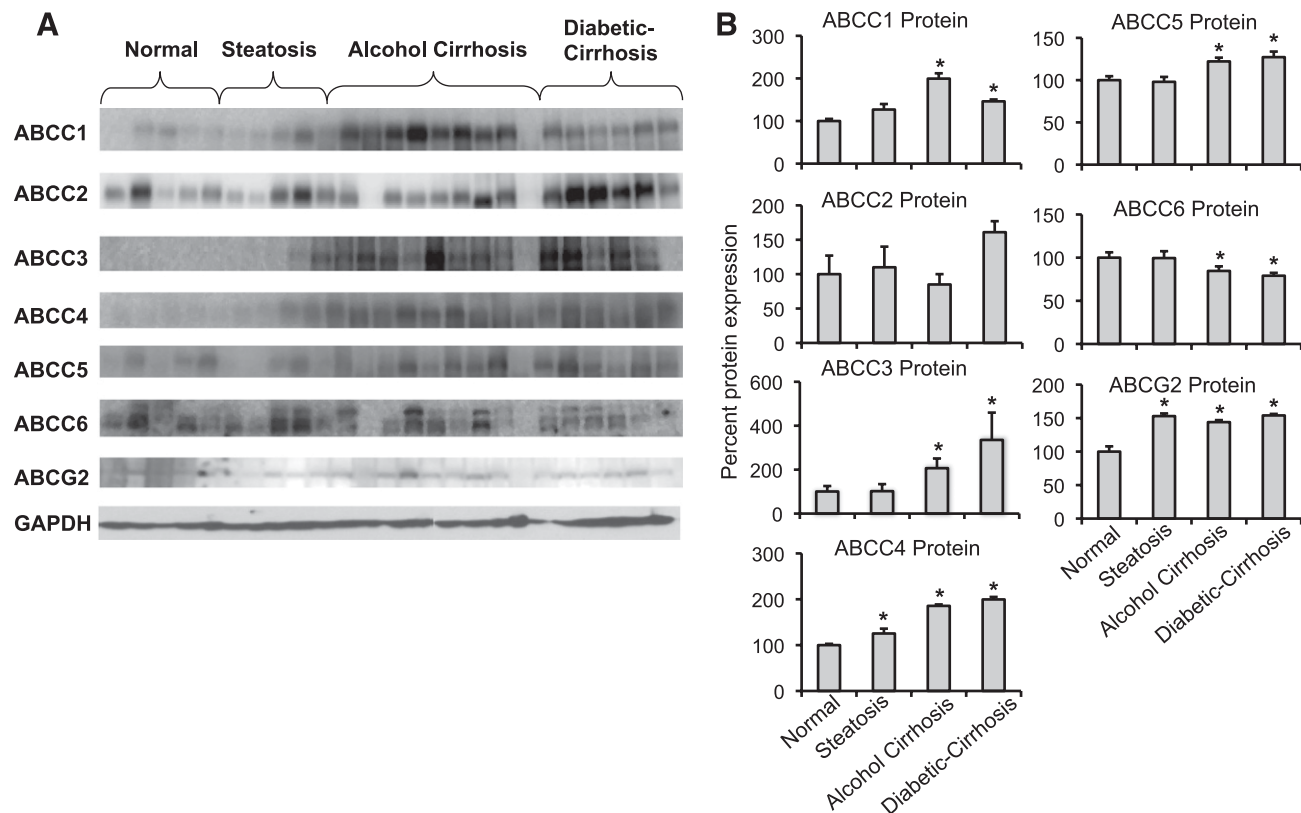 A
Normal Steatosis Alcohol Cirrhosis Diabetic-
Cirrhosis
ABCC1
ABCC2
ABCC3
ABCC4
ABCC5
ABCC6
ABCG2
GAPDH
B
Percent protein expression
ABCC1 Protein
300
200
100
0
* *
ABCC2 Protein
200
150
100
50
0
ABCC3 Protein
600
400
200
0
* *
ABCC4 Protein
300
200
100
0
* * *
Normal
Steatosis
Alcohol Cirrhosis
Diabetic-Cirrhosis
ABCC5 Protein
150
100
50
0
* *
ABCC6 Protein
150
100
50
0
* *
ABCG2 Protein
200
150
100
50
0
* * *
Normal
Steatosis
Alcohol Cirrhosis
Diabetic-Cirrhosis